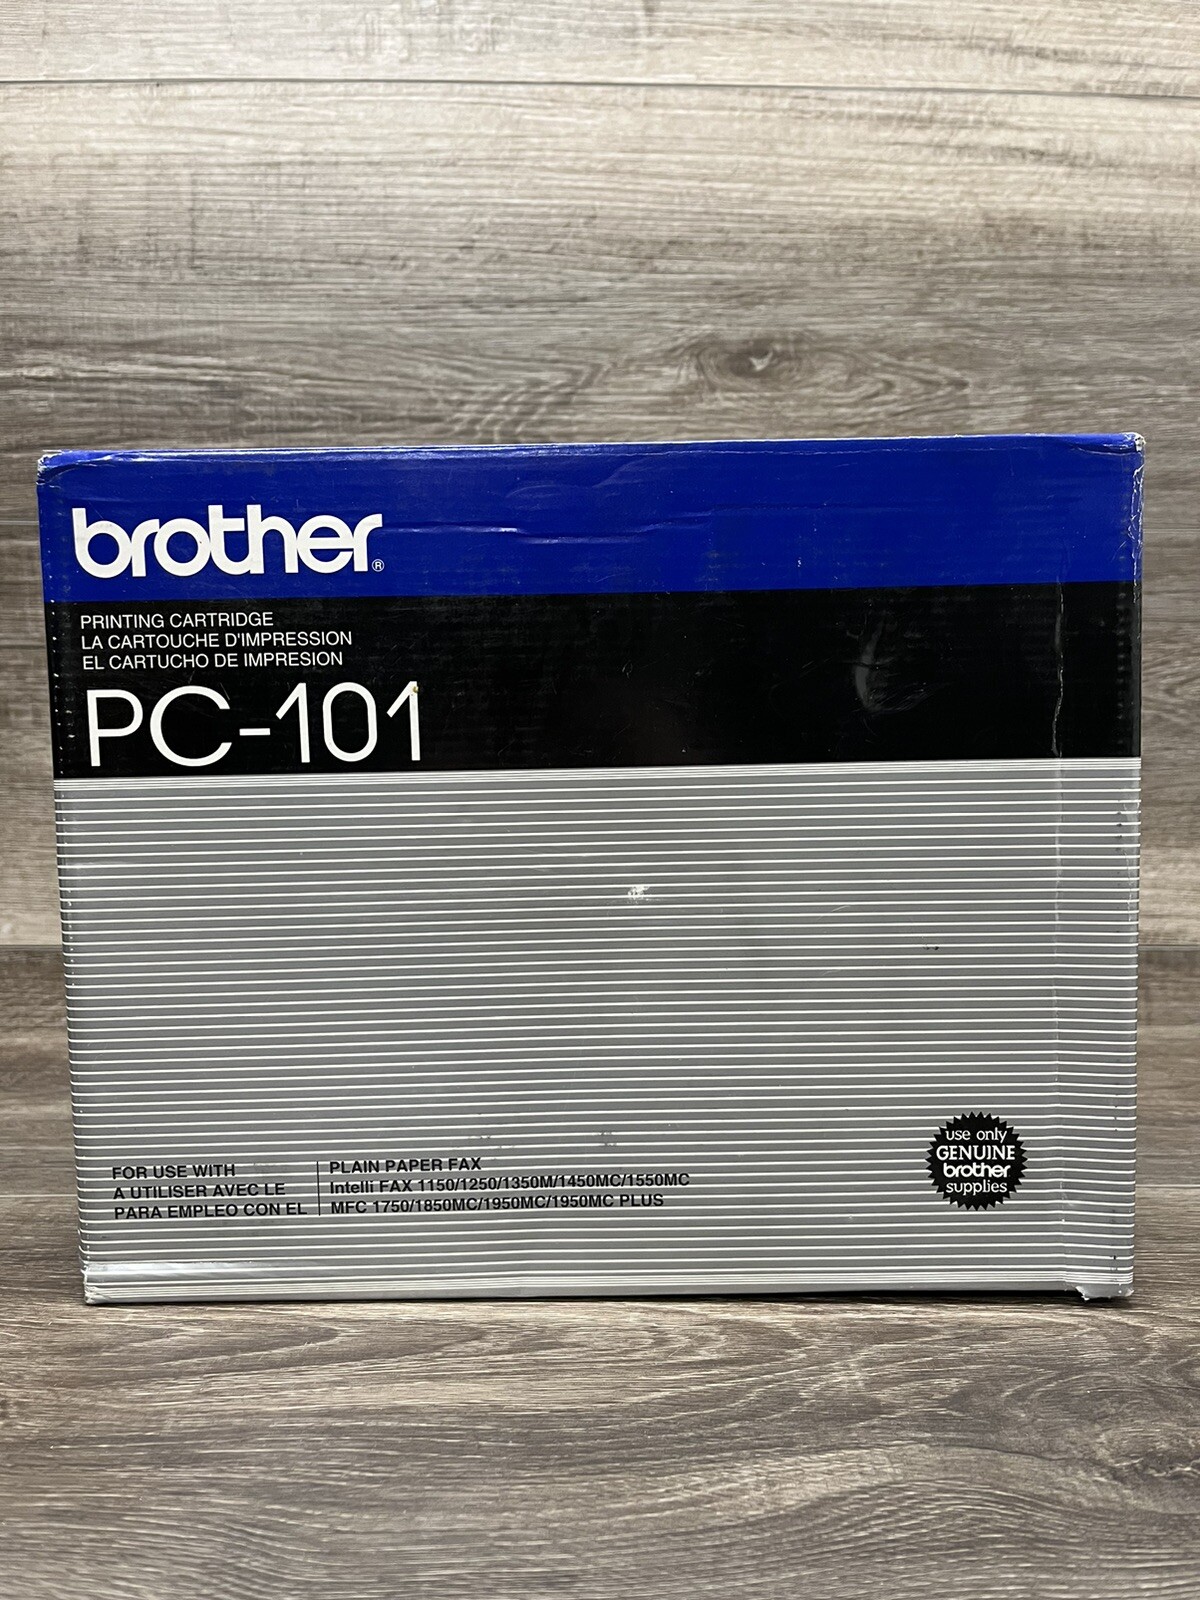 brother®
PRINTING CARTRIDGE
LA CARTOUCHE D'IMPRESSION
EL CARTUCHO DE IMPRESION
PC-101
FOR USE WITH
A UTILISER AVEC LE
PARA EMPLEO CON EL
PLAIN PAPER FAX
Intelli FAX 1150/1250/1350M/1450MC/1550MC
MFC 1750/1850MC/1950MC/1950MC PLUS
use only
GENUINE
brother
supplies